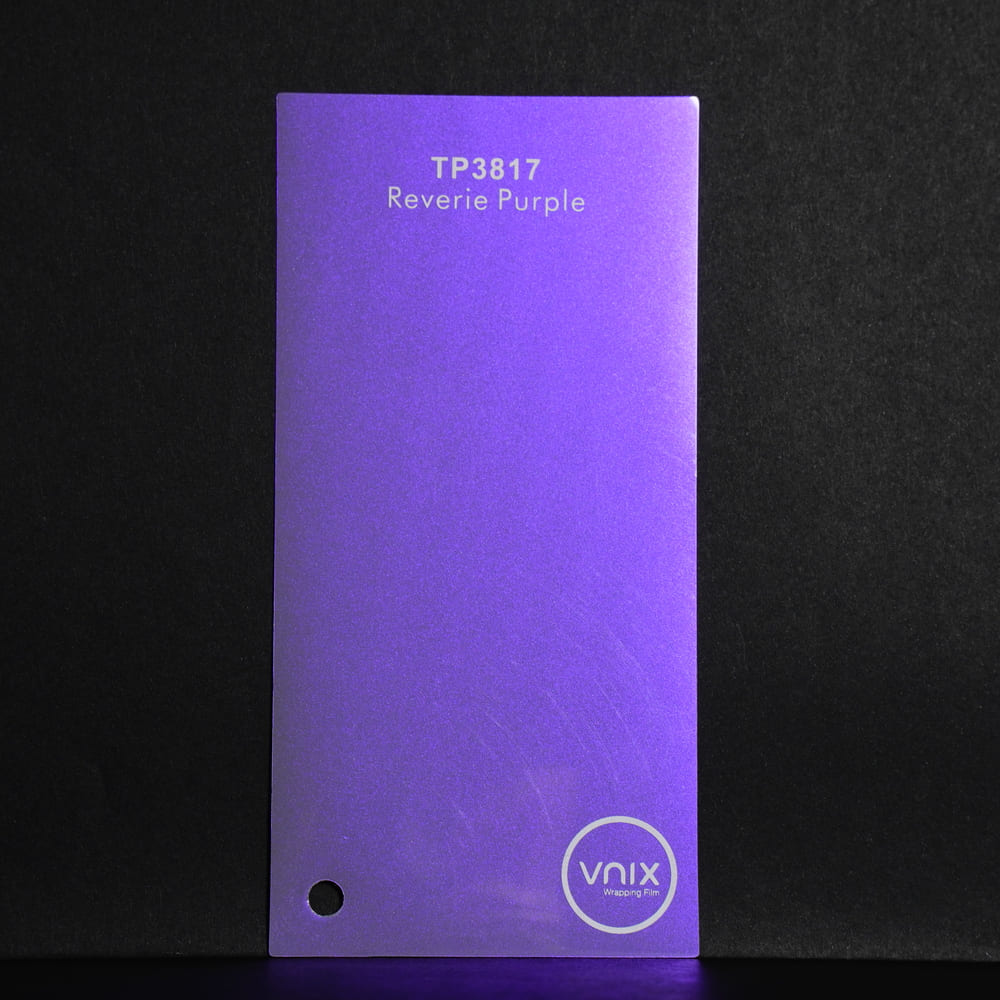 TP3817
Reverie Purple
VNIX
Wrapping Film